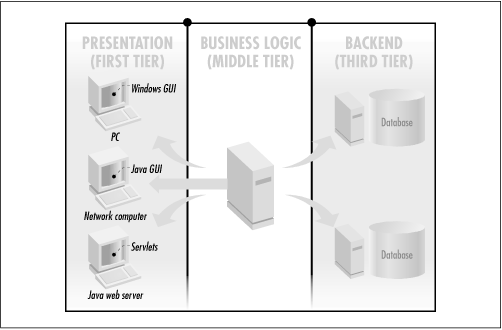 PRESENTATION
(FIRST TIER)
BUSINESS LOGIC
(MIDDLE TIER)
BACKEND
(THIRD TIER)
Windows GUI
PC
Java GUI
Network computer
Servlets
Java web server
Database
Database